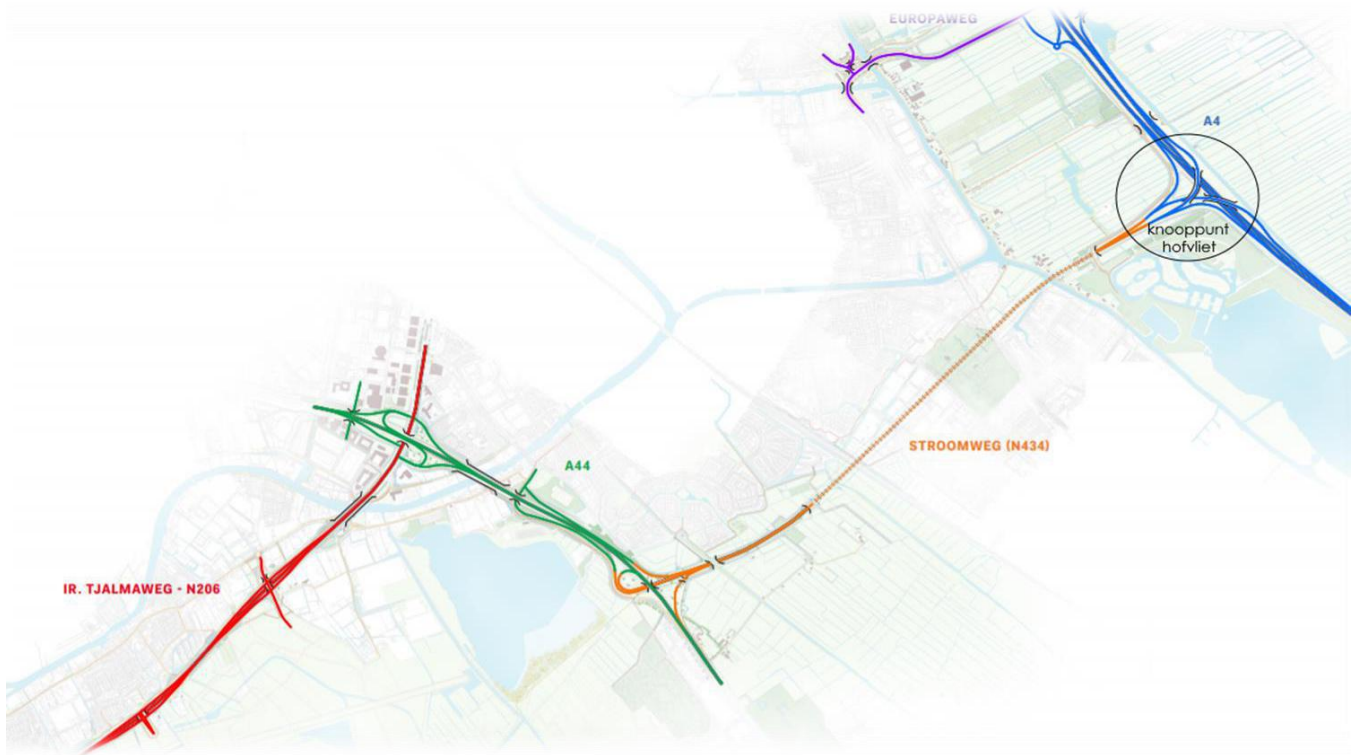 EUROPAWEG
A4
knooppunt
hofvliet
STROOMWEG (N434)
A44
IR. TJALMAWEG - N206